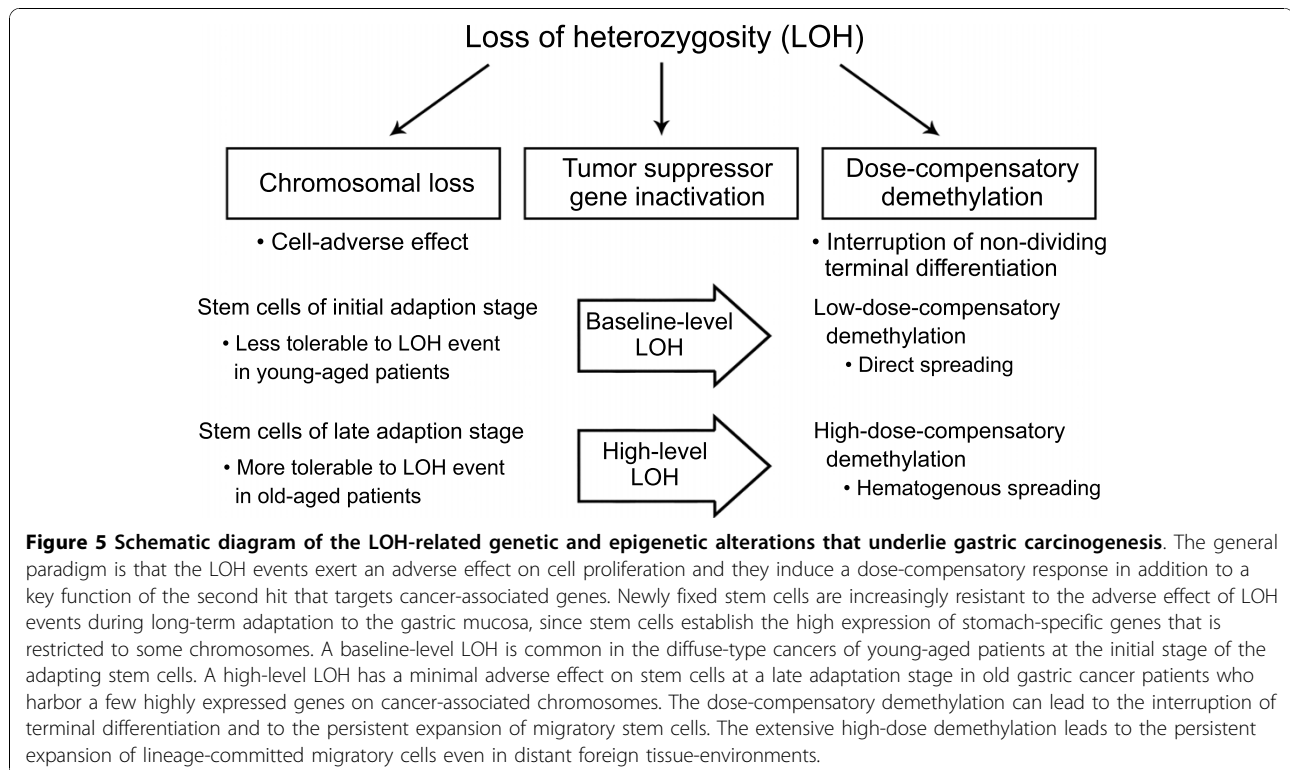 Loss of heterozygosity (LOH)
Chromosomal loss
Tumor suppressor
gene inactivation
Dose-compensatory
demethylation
• Cell-adverse effect
• Interruption of non-dividing
terminal differentiation
Stem cells of initial adaption stage
• Less tolerable to LOH event
in young-aged patients
Baseline-level
LOH
Low-dose-compensatory
demethylation
• Direct spreading
Stem cells of late adaption stage
• More tolerable to LOH event
in old-aged patients
High-level
LOH
High-dose-compensatory
demethylation
• Hematogenous spreading
Figure 5 Schematic diagram of the LOH-related genetic and epigenetic alterations that underlie gastric carcinogenesis. The general
paradigm is that the LOH events exert an adverse effect on cell proliferation and they induce a dose-compensatory response in addition to a
key function of the second hit that targets cancer-associated genes. Newly fixed stem cells are increasingly resistant to the adverse effect of LOH
events during long-term adaptation to the gastric mucosa, since stem cells establish the high expression of stomach-specific genes that is
restricted to some chromosomes. A baseline-level LOH is common in the diffuse-type cancers of young-aged patients at the initial stage of the
adapting stem cells. A high-level LOH has a minimal adverse effect on stem cells at a late adaptation stage in old gastric cancer patients who
harbor a few highly expressed genes on cancer-associated chromosomes. The dose-compensatory demethylation can lead to the interruption of
terminal differentiation and to the persistent expansion of migratory stem cells. The extensive high-dose demethylation leads to the persistent
expansion of lineage-committed migratory cells even in distant foreign tissue-environments.